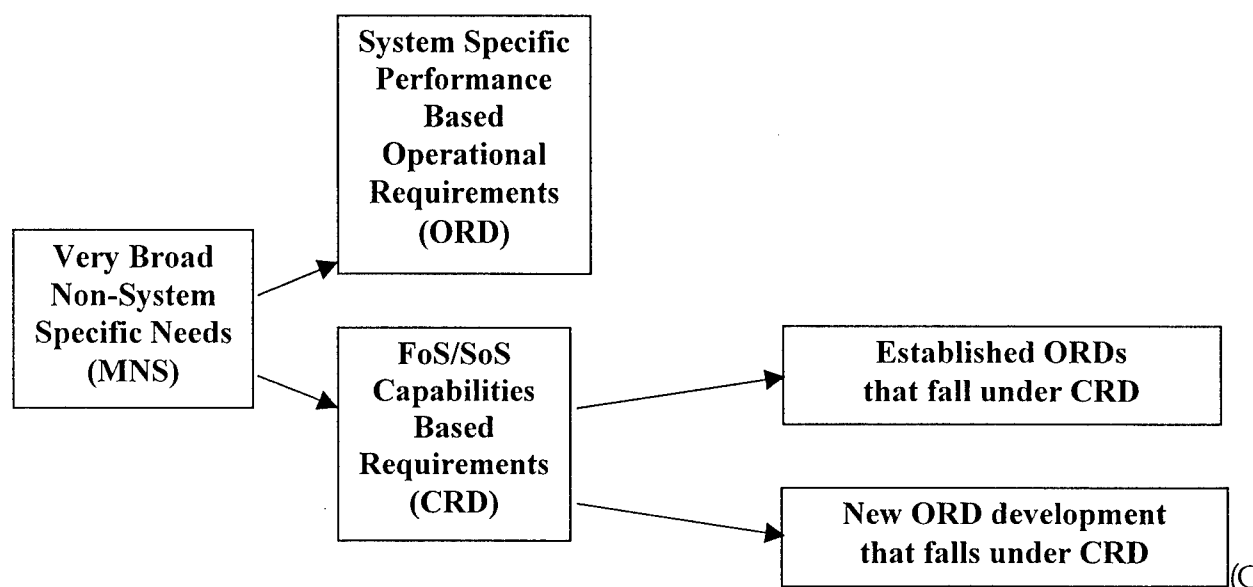 System Specific
Performance
Based
Operational
Requirements
(ORD)
Very Broad
Non-System
Specific Needs
(MNS)
FoS/SoS
Capabilities
Based
Requirements
(CRD)
Established ORDs
that fall under CRD
New ORD development
that falls under CRD